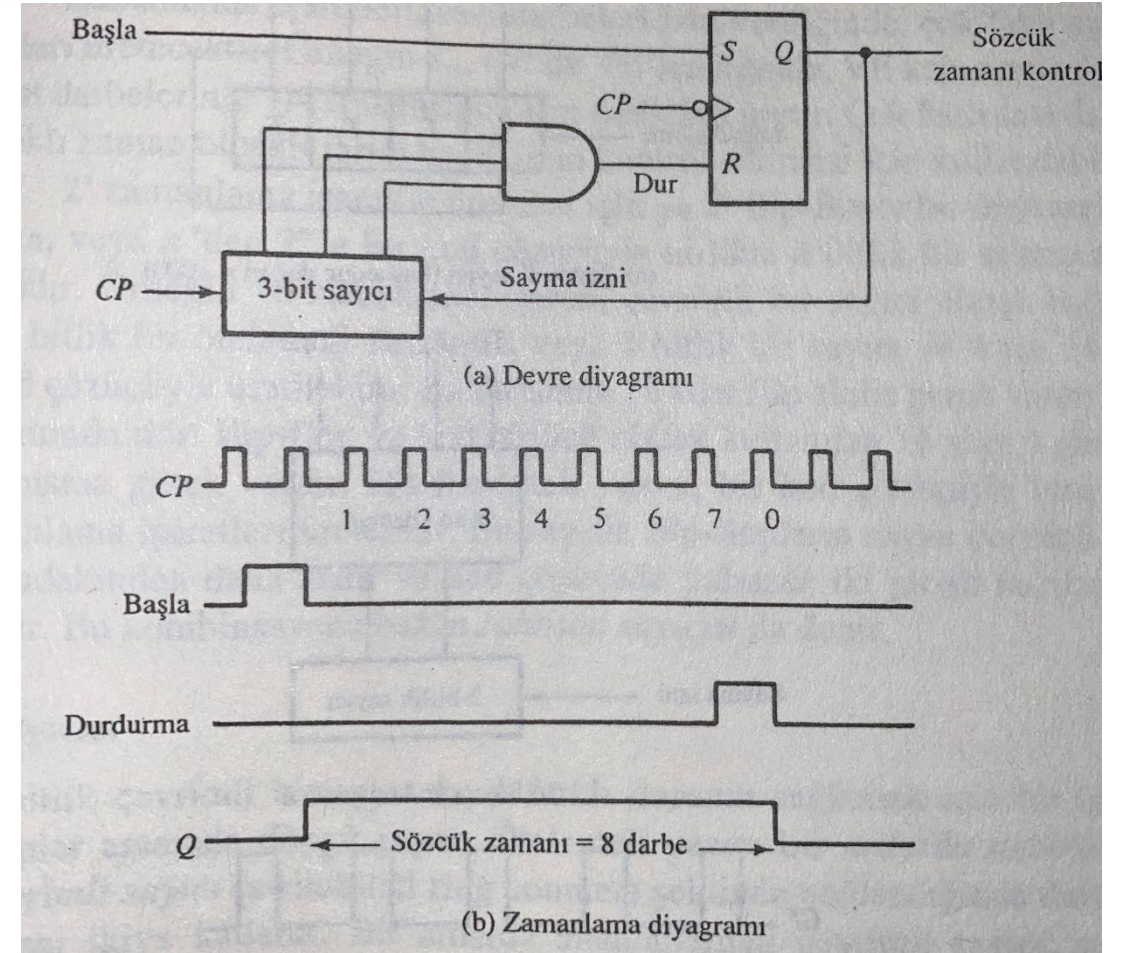 Başla
S Q
Sözcük
zamanı kontrol
CP
R
Dur
CP
3-bit sayıcı
Sayma izni
(a) Devre diyagramı
CP
1 2 3 4 5 6 7 0
Başla
Durdurma
Q
Sözcük zamanı = 8 darbe
(b) Zamanlama diyagramı